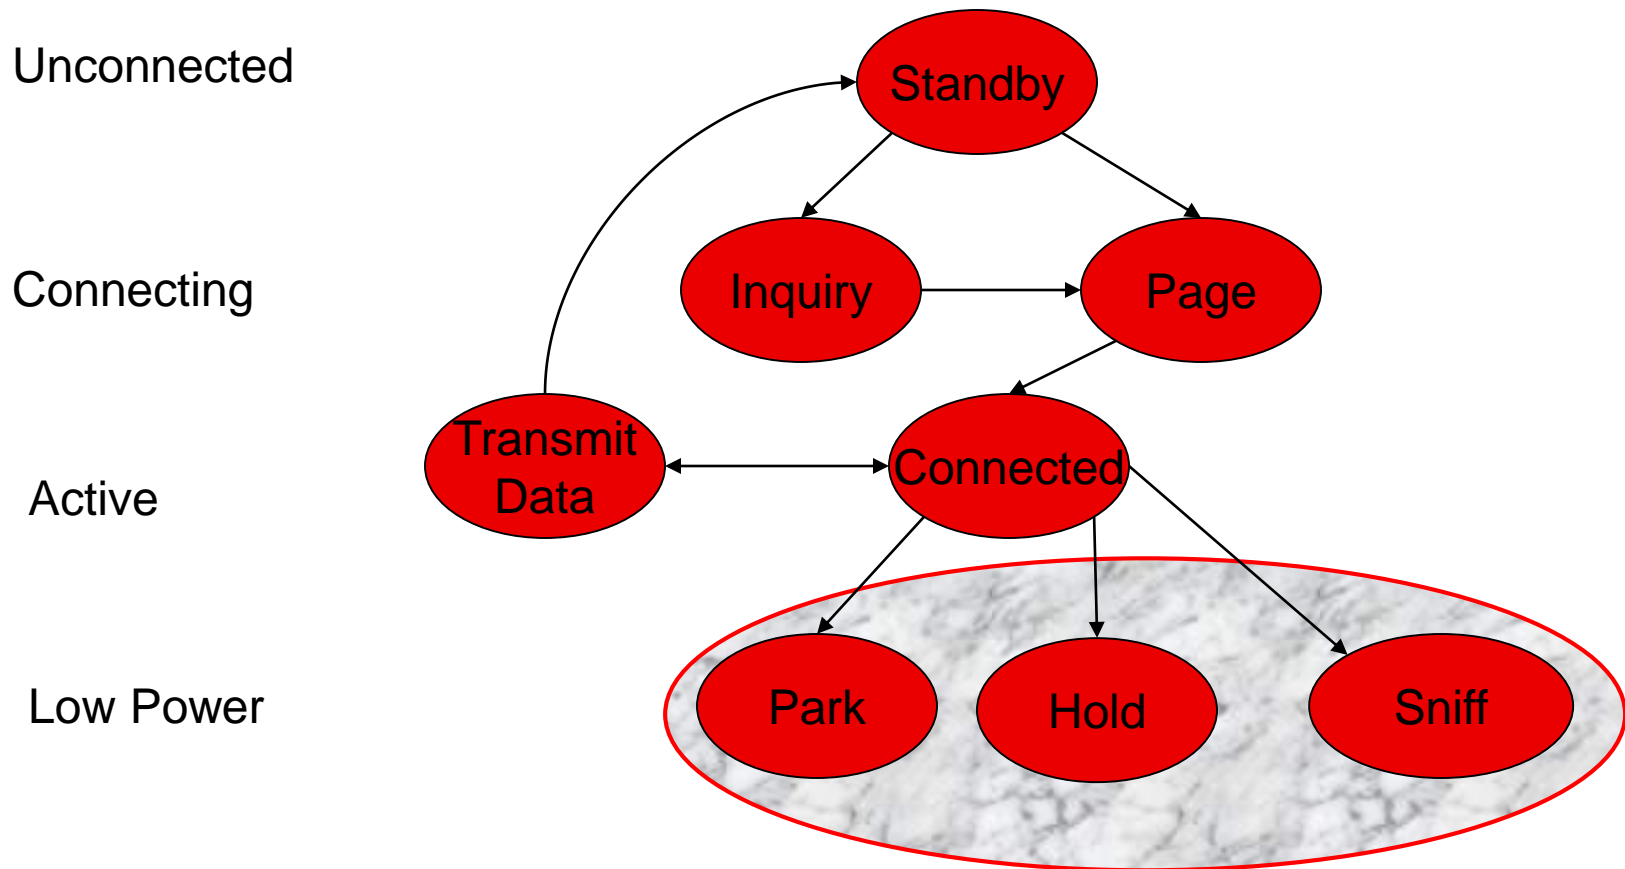 Unconnected
Standby
Connecting
Inquiry
Page
Active
Transmit
Data
Connected
Low Power
Park
Hold
Sniff